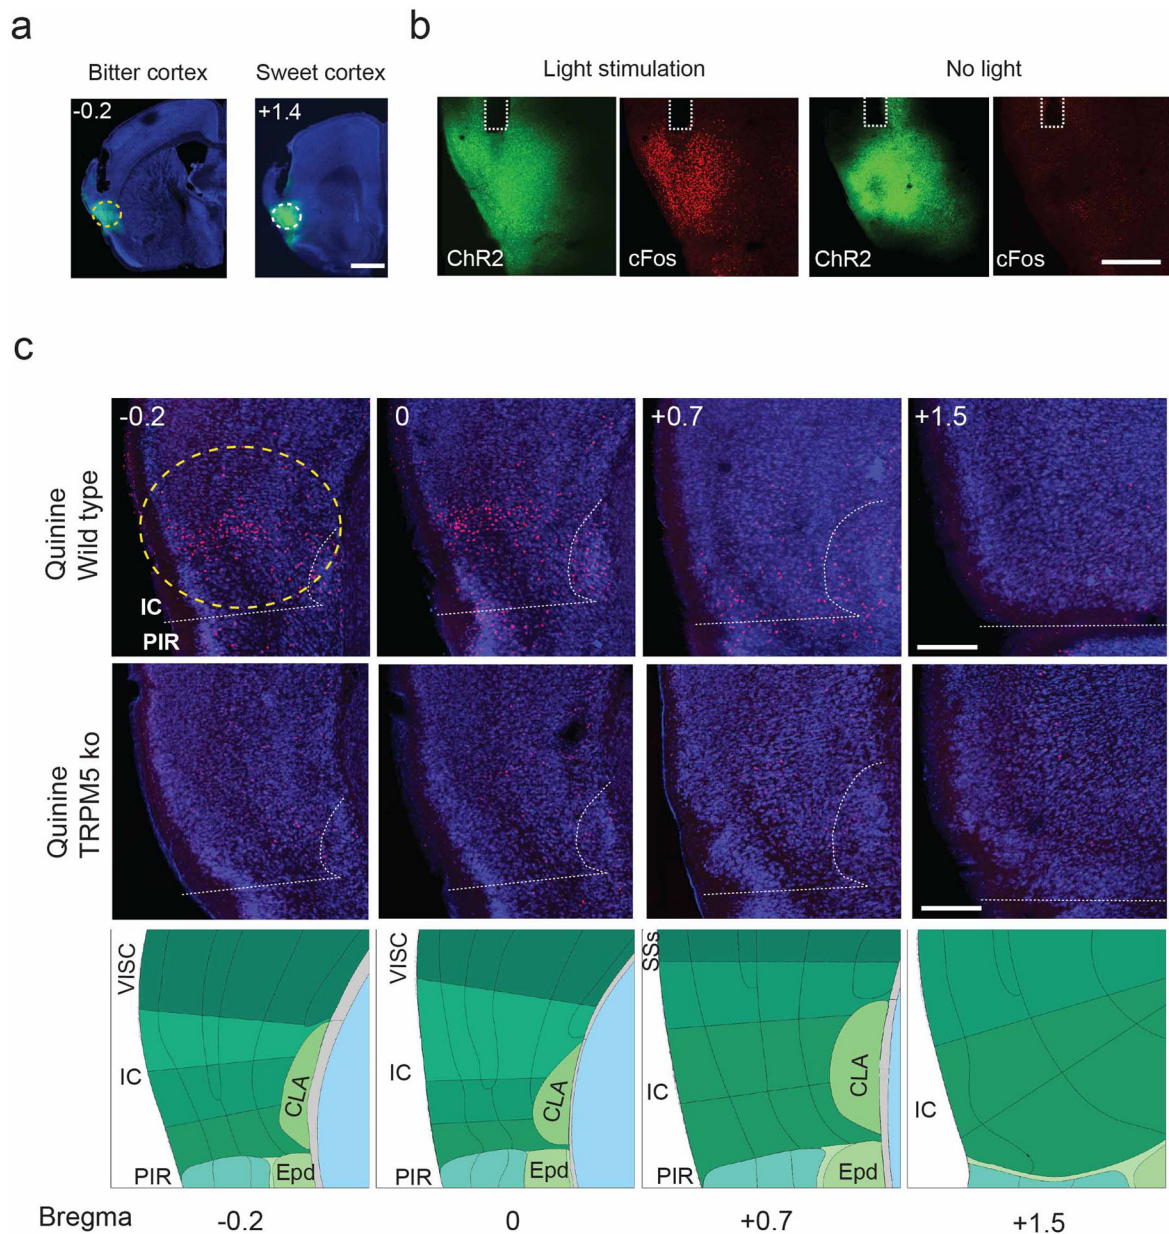 a
b
Bitter cortex
Sweet cortex
Light stimulation
No light
-0.2
+1.4
ChR2
cFos
ChR2
cFos
c
-0.2
0
+0.7
+1.5
Quinine
Wild type
IC
PIR
Quinine
TRPM5 ko
VISC
VISC
SSs
IC
IC
IC
IC
CLA
CLA
CLA
PIR
Epd
PIR
Epd
PIR
Epd
Bregma
-0.2
0
+0.7
+1.5